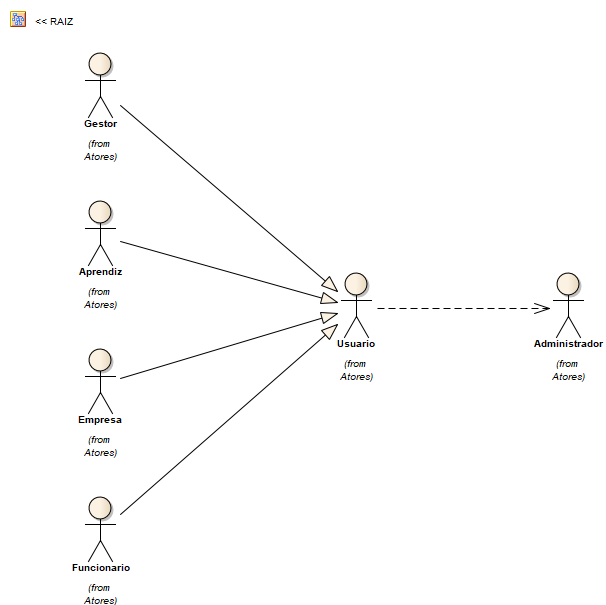 << RAIZ
Gestor
(from
Atores)
Aprendiz
(from
Atores)
Usuario
(from
Atores)
Administrador
(from
Atores)
Empresa
(from
Atores)
Funcionario
(from
Atores)